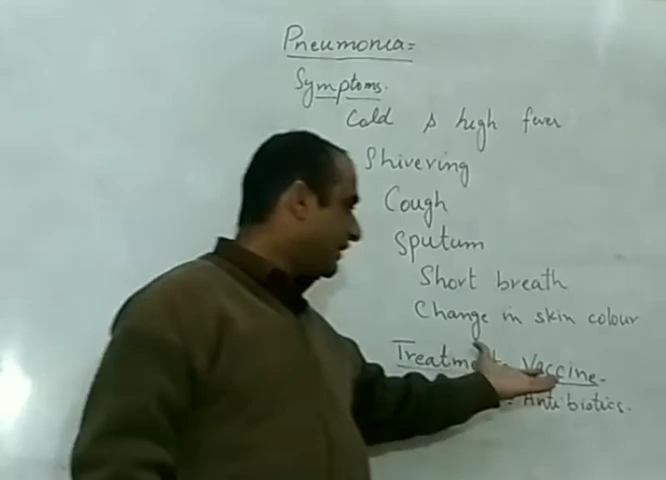 Pneumonia=
Symptoms.
Cold & high fever
Shivering
Cough
Sputum
Short breath
Change in skin colour
Vaccine.
Antibiotics.